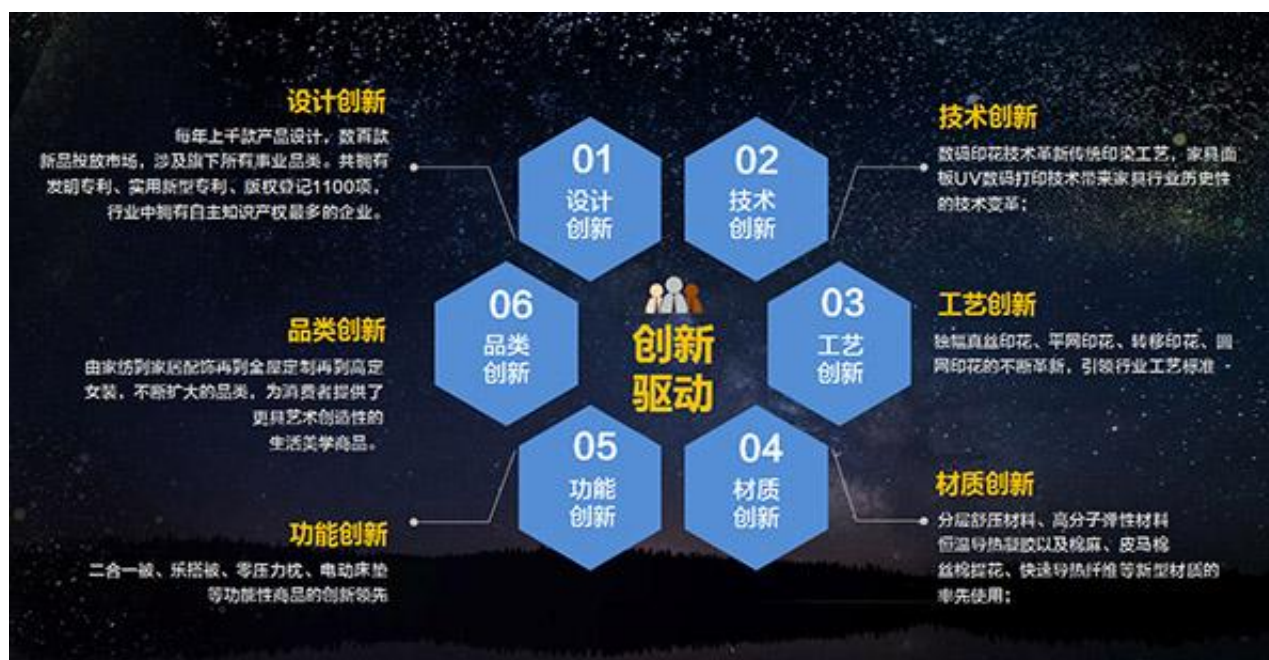 设计创新
每年上千款产品设计，数百款
新品投放市场，涉及旗下所有事业品类。共拥有
发明专利、实用新型专利、版权登记1100项，
行业中拥有自主知识产权最多的企业。
01
设计
创新
02
技术
创新
技术创新
数码印花技术革新传统印染工艺，家具面
板UV数码打印技术带来家具行业历史性
的技术变革；
06
品类
创新
创新
驱动
03
工艺
创新
工艺创新
独幅真丝印花、平网印花、转移印花、圆
网印花的不断革新，引领行业工艺标准
品类创新
由家纺到家居配饰再到全屋定制再到高定
女装，不断扩大的品类，为消费者提供了
更具艺术创造性的
生活美学商品。
05
功能
创新
04
材质
创新
材质创新
分层舒压材料、高分子弹性材料
恒温导热凝胶以及棉麻、皮马棉
丝棉提花、快速导热纤维等新型材质的
率先使用；
功能创新
二合一被、乐搭被、零压力枕、电动床垫
等功能性商品的创新领先